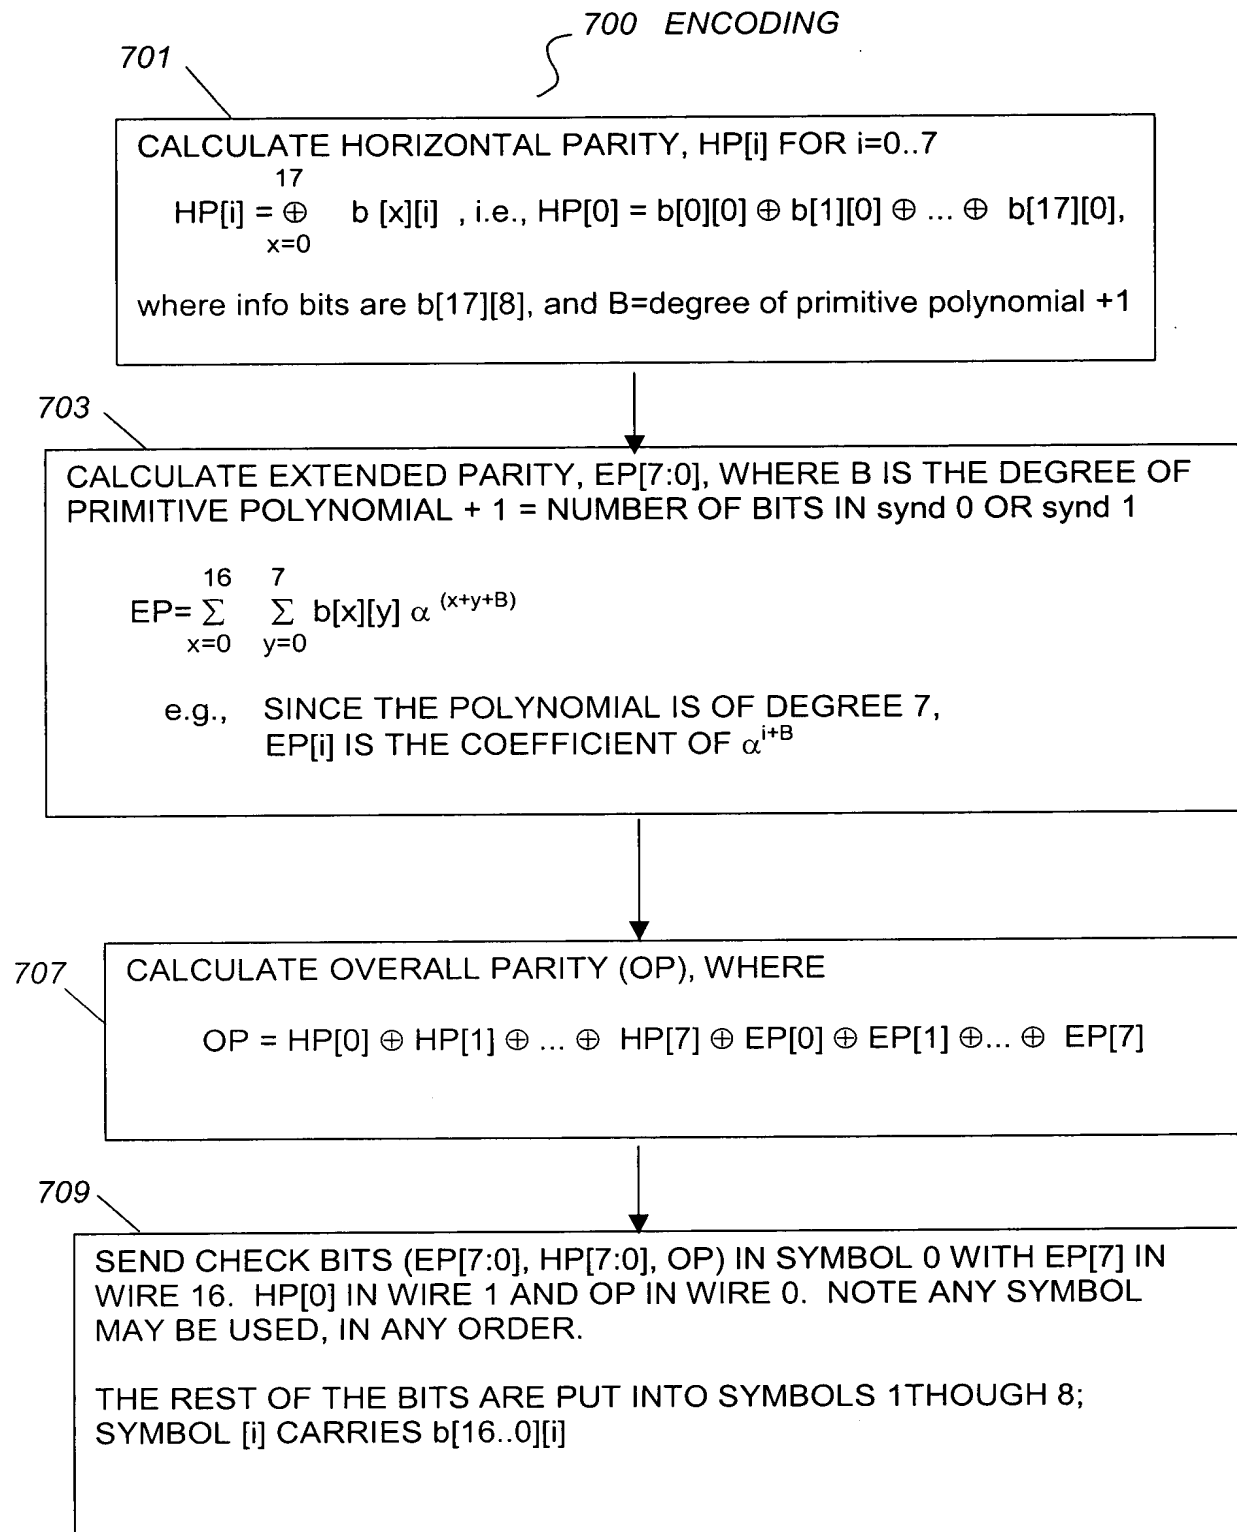 700 ENCODING
701
CALCULATE HORIZONTAL PARITY, HP[i] FOR i=0..7
17
HP[i] = ⊕ b [x][i] , i.e., HP[0] = b[0][0] ⊕ b[1][0] ⊕ ... ⊕ b[17][0],
x=0
where info bits are b[17][8], and B=degree of primitive polynomial +1
703
CALCULATE EXTENDED PARITY, EP[7:0], WHERE B IS THE DEGREE OF
PRIMITIVE POLYNOMIAL + 1 = NUMBER OF BITS IN synd 0 OR synd 1
16 7
EP= Σ Σ b[x][y] α (x+y+B)
x=0 y=0
e.g., SINCE THE POLYNOMIAL IS OF DEGREE 7,
EP[i] IS THE COEFFICIENT OF α^i+B
707
CALCULATE OVERALL PARITY (OP), WHERE
OP = HP[0] ⊕ HP[1] ⊕ ... ⊕ HP[7] ⊕ EP[0] ⊕ EP[1] ⊕... ⊕ EP[7]
709
SEND CHECK BITS (EP[7:0], HP[7:0], OP) IN SYMBOL 0 WITH EP[7] IN
WIRE 16. HP[0] IN WIRE 1 AND OP IN WIRE 0. NOTE ANY SYMBOL
MAY BE USED, IN ANY ORDER.
THE REST OF THE BITS ARE PUT INTO SYMBOLS 1THOUGH 8;
SYMBOL [i] CARRIES b[16..0][i]